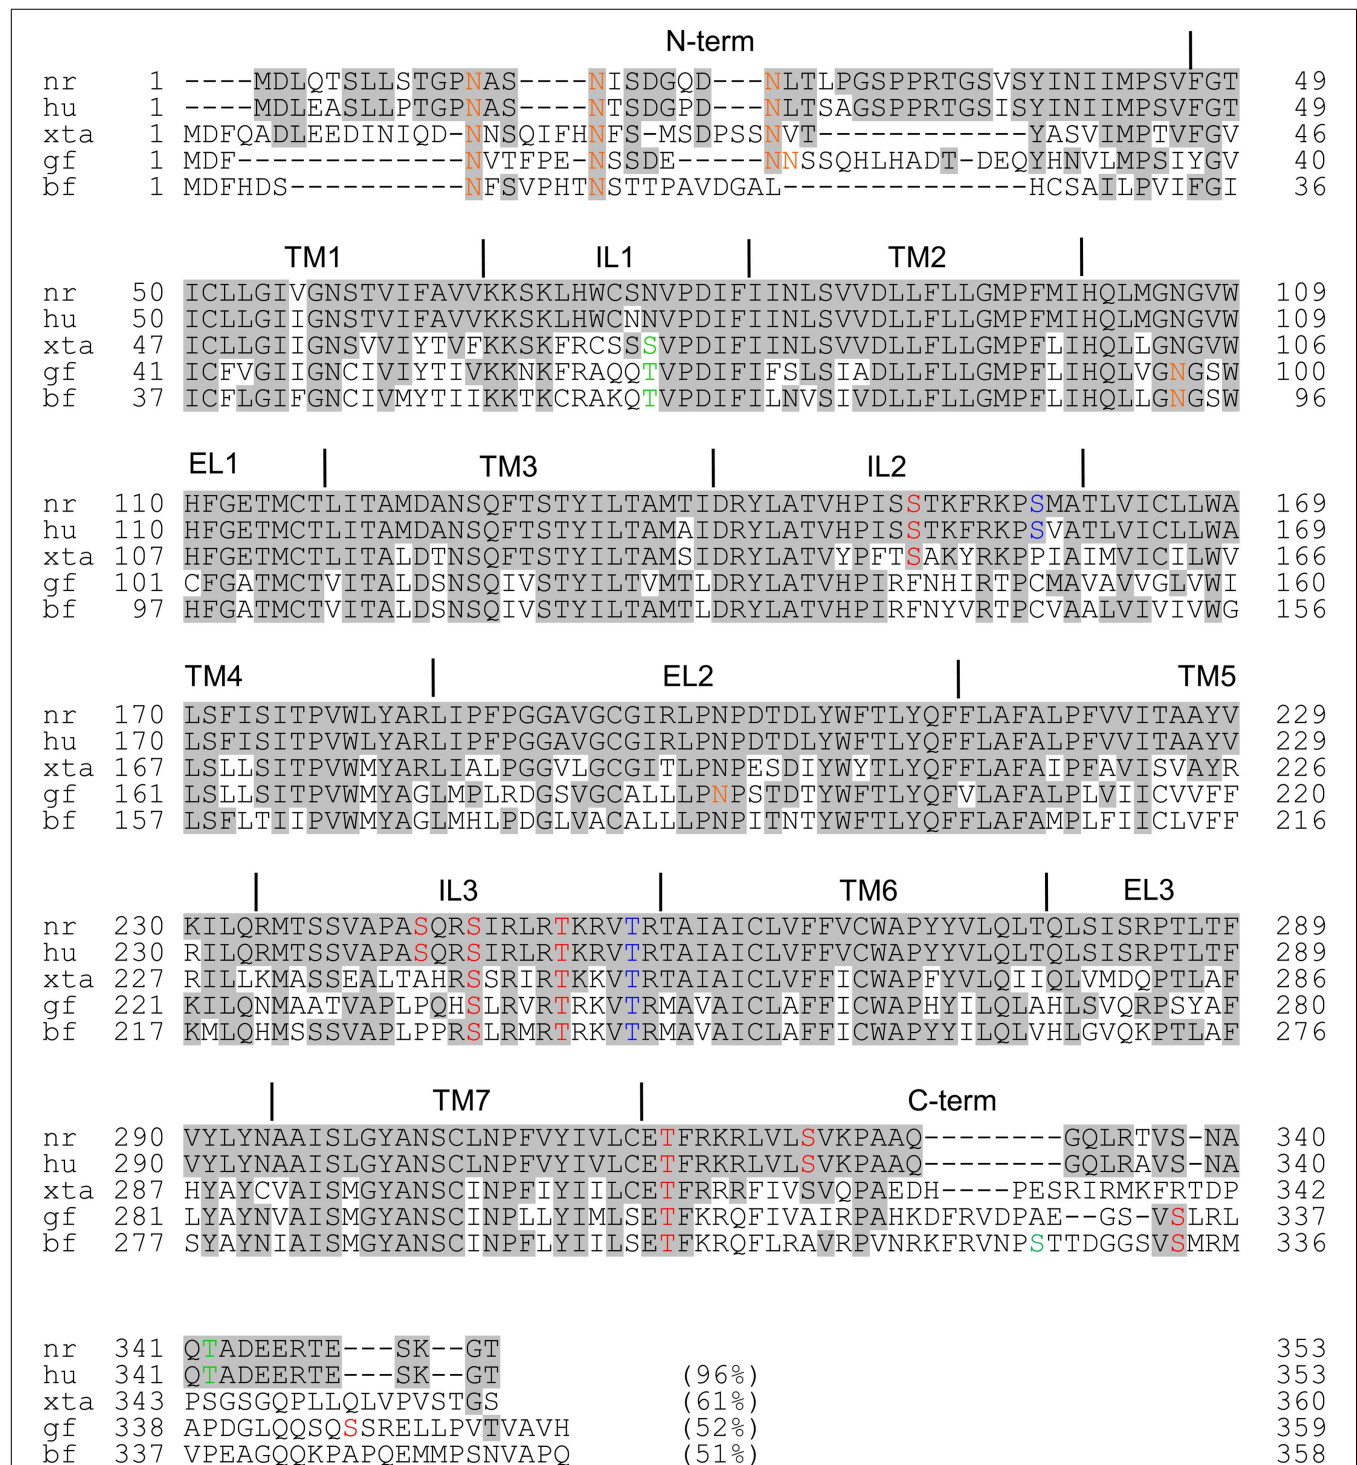 N-term |
nr 1 ----MDLQTSLLSTGPNAS----NISDGQD---NLTLPGSPPRTGSVSYINIIMPSVFGT 49
hu 1 ----MDLEASLLPTGPNAS----NTSDGPD---NLTSAGSPPRTGSISYINIIMPSVFGT 49
xta 1 MDFQADLEEDINIQD-NNSQIFHNFS-MSDPSSNVT------------YASVIMPTVFGV 46
gf 1 MDF-------------NVTFPE-NSSDE-----NNSSQHLHADT-DEQYHNVLMPSIYGV 40
bf 1 MDFHDS----------NFSVPHTNSTTPAVDGAL--------------HCSAILPVIFGI 36
TM1 | IL1 | TM2 |
nr 50 ICLLGIVGNSTVIFAVVKKSKLHWCSNVPDIFIINLSVVDLLFLLGMPFMIHQLMGNGVW 109
hu 50 ICLLGIIGNSTVIFAVVKKSKLHWCNNVPDIFIINLSVVDLLFLLGMPFMIHQLMGNGVW 109
xta 47 ICLLGIIGNSVVIYTVFKKSKFRCSSSVPDIFIINLSVVDLLFLLGMPFLIHQLLGNGVW 106
gf 41 ICFVGIIGNCIVIYTIVKKNKFRAQQTVPDIFIFSLSIADLLFLLGMPFLIHQLVGNGSW 100
bf 37 ICFLGIFGNCIVMYTIIKKTKCRAKQTVPDIFILNVSIVDLLFLLGMPFLIHQLLGNGSW 96
EL1 | TM3 | IL2 |
nr 110 HFGETMCTLITAMDANSQFTSTYILTAMTIDRYLATVHPISSTKFRKPSMATLVICLLWA 169
hu 110 HFGETMCTLITAMDANSQFTSTYILTAMAIDRYLATVHPISSTKFRKPSVATLVICLLWA 169
xta 107 HFGETMCTLITALDTNSQFTSTYILTAMSIDRYLATVYPFTSAKYRKPPIAIMVICILWV 166
gf 101 CFGATMCTVITALDSNSQIVSTYILTVMTLDRYLATVHPIRFNHIRTPCMAVAVVGLVWI 160
bf 97 HFGATMCTVITALDSNSQIVSTYILTAMTLDRYLATVHPIRFNYVRTPCVAALVIVIVWG 156
TM4 | EL2 | TM5
nr 170 LSFISITPVWLYARLIPFPGGAVGCGIRLPNPDTDLYWFTLYQFFLAFALPFVVITAAYV 229
hu 170 LSFISITPVWLYARLIPFPGGAVGCGIRLPNPDTDLYWFTLYQFFLAFALPFVVITAAYV 229
xta 167 LSLLSITPVWMYARLIALPGGVLGCGITLPNPESDIYWYTLYQFFLAFAIPFAVISVAYR 226
gf 161 LSLLSITPVWMYAGLMPLRDGSVGCALLLPNPSTDTYWFTLYQFVLAFALPLVIICVVFF 220
bf 157 LSFLTIIPVWMYAGLMHLPDGLVACALLLPNPITNTYWFTLYQFFLAFAMPLFIICLVFF 216
| IL3 | TM6 | EL3
nr 230 KILQRMTSSVAPASQRSIRLRTKRVTRTAIAICLVFFVCWAPYYVLQLTQLSISRPTLTF 289
hu 230 RILQRMTSSVAPASQRSIRLRTKRVTRTAIAICLVFFVCWAPYYVLQLTQLSISRPTLTF 289
xta 227 RILLKMASSEALTAHRSSRIRTKKVTRTAIAICLVFFICWAPFYVLQIIQLVMDQPTLAF 286
gf 221 KILQNMAATVAPLPQHSLRVRTRKVTRMAVAICLAFFICWAPHYILQLAHLSVQRPSYAF 280
bf 217 KMLQHMSSSVAPLPPRSLRMRTRKVTRMAVAICLAFFICWAPYYILQLVHLGVQKPTLAF 276
| TM7 | C-term
nr 290 VYLYNAAISLGYANSCLNPFVYIVLCETFRKRLVLSVKPAAQ--------GQLRTVS-NA 340
hu 290 VYLYNAAISLGYANSCLNPFVYIVLCETFRKRLVLSVKPAAQ--------GQLRAVS-NA 340
xta 287 HYAYCVAISMGYANSCINPFIYIILCETFRRRFIVSVQPAEDH----PESRIRMKFRTDP 342
gf 281 LYAYNVAISMGYANSCINPLLYIMLSETFKRQFIVAIRPAHKDFRVDPAE--GS-VSLRL 337
bf 277 SYAYNIAISMGYANSCINPFLYIILSETFKRQFLRAVRPVNRKFRVNPSTTDGGSVSMRM 336
nr 341 QTADEERTE---SK--GT 353
hu 341 QTADEERTE---SK--GT (96%) 353
xta 343 PSGSGQPLLQLVPVSTGS (61%) 360
gf 338 APDGLQQSQSSRELLPVTVAVH (52%) 359
bf 337 VPEAGQQKPAPQEMMPSNVAPQ (51%) 358